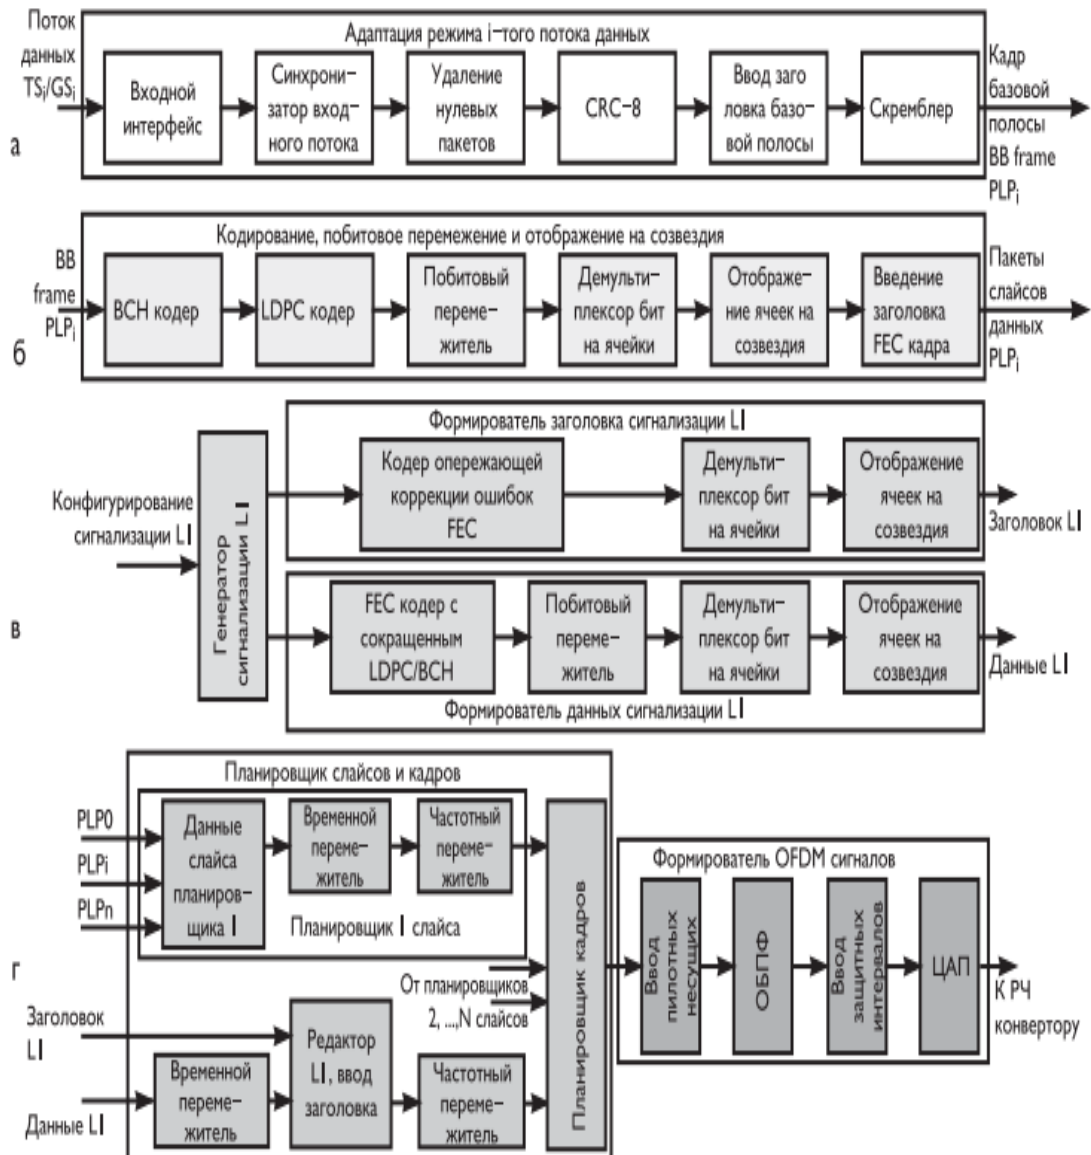 Поток
данных
TSi/GSi
Адаптация режима i-того потока данных
Входной
интерфейс
Синхрони-
затор вход-
ного потока
Удаление
нулевых
пакетов
CRC-8
Ввод заго
ловка базо-
вой полосы
Скремблер
Кадр
базовой
полосы
BB frame
PLPi
а
Кодирование, побитовое перемежение и отображение на созвездия
BB
frame
PLPi
BCH кодер
LDPC кодер
Побитовый
переме-
житель
Демульти-
плексор бит
на ячейки
Отображе-
ние ячеек на
созвездия
Введение
заголовка
FEC кадра
Пакеты
слайсов
данных
PLPi
б
Формирователь заголовка сигнализации L1
Конфигурирование
сигнализации L1
Генератор
сигнализации L1
Кодер опережающей
коррекции ошибок
FEC
Демульти-
плексор бит
на ячейки
Отображение
ячеек на
созвездия
Заголовок L1
в
FEC кодер с
сокращенным
LDPC/BCH
Побитовый
переме-
житель
Демульти-
плексор бит
на ячейки
Отображение
ячеек на
созвездия
Данные L1
Формирователь данных сигнализации L1
Планировщик слайсов и кадров
PLP0
PLPi
PLPn
Данные
слайса
планиров-
щика 1
Временной
переме-
житель
Частотный
переме-
житель
Планировщик 1 слайса
г
От планировщиков
2, ...,N слайсов
Заголовок
L1
Данные L1
Временной
переме-
житель
Редактор
L1, ввод
заголовка
Частотный
переме-
житель
Планировщик кадров
Формирователь OFDM сигналов
Ввод
пилотных
несущих
ОБПФ
Ввод
защитных
интервалов
ЦАП
К РЧ
конвертору